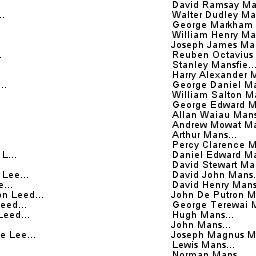 David Ramsay Ma
..
Walter Dudley Ma
George Markham
William Henry Ma
Joseph James Ma
Reuben Octavius
Stanley Mansfie...
Harry Alexander M
..
George Daniel Ma
William Salton Ma
George Edward M
Allan Waiau Mans
Andrew Mowat Ma
Arthur Mans...
Percy Clarence M
L...
Daniel Edward Ma
David Stewart Ma
Lee...
David John Mans.
e...
David Henry Mans
on Leed...
John De Putron M
eed...
George Terewai M
Leed...
Hugh Mans...
John Mans...
e Lee...
Joseph Magnus M
Lewis Mans...
Norman Mans